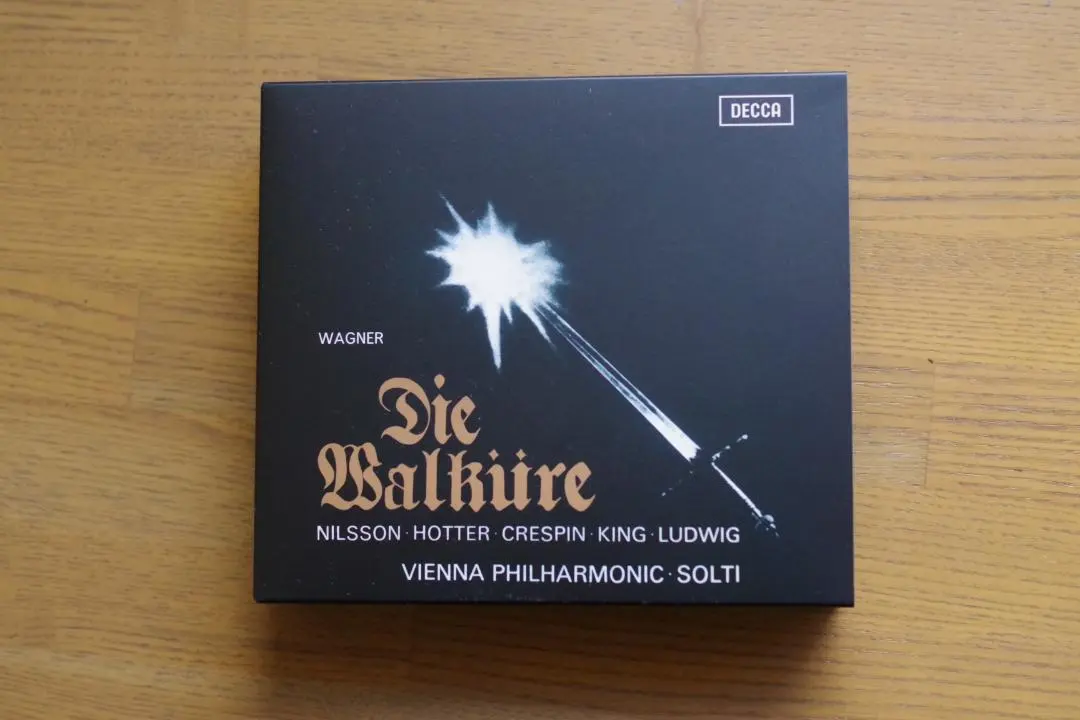 DECCA
WAGNER
Die
Walküre
NILSSON · HOTTER · CRESPIN · KING · LUDWIG
VIENNA PHILHARMONIC · SOLTI